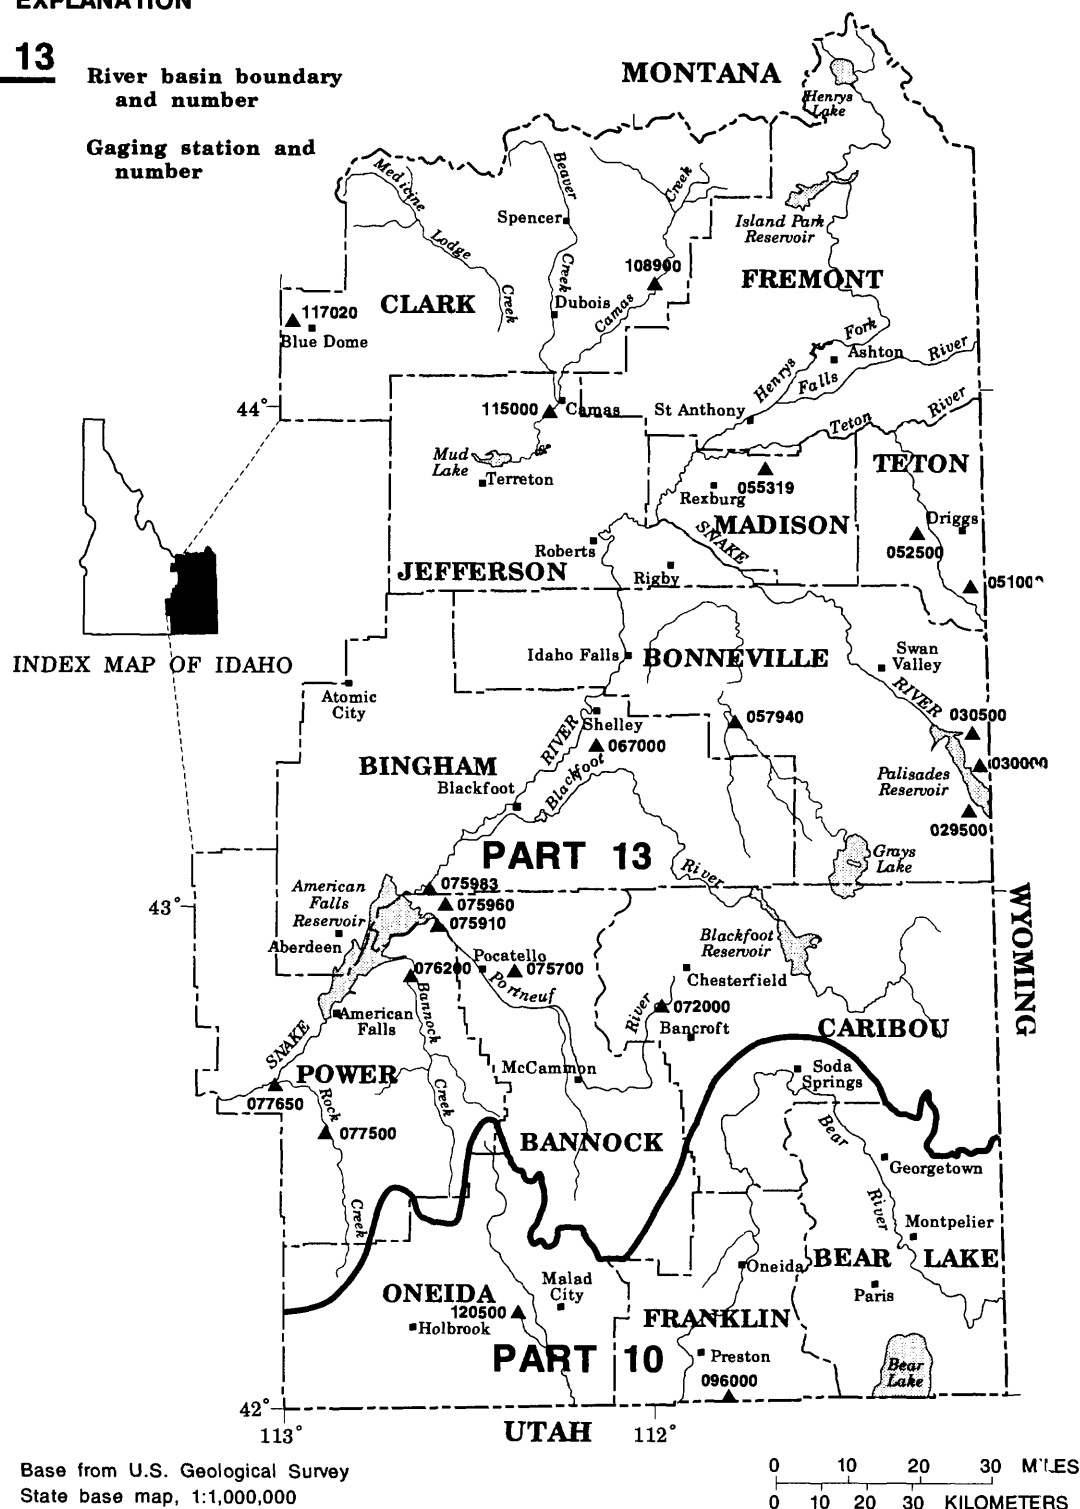 EXPLANATION
13
River basin boundary
and number
Gaging station and
number
MONTANA
Henrys
Lake
Medicine
Lodge
Creek
Beaver
Creek
Spencer
Creek
Camas
Island Park
Reservoir
108900
FREMONT
CLARK
Dubois
117020
Blue Dome
Henrys
Fork
Ashton
Falls
River
44°
115000
Camas
St Anthony
Teton
River
Mud
Lake
Terreton
TETON
055319
Rexburg
MADISON
Driggs
052500
SNAKE
Roberts
JEFFERSON
Rigby
INDEX MAP OF IDAHO
Idaho Falls
BONNEVILLE
Swan
Valley
RIVER
Atomic
City
030500
057940
Shelley
067000
RIVER
BINGHAM
Blackfoot
Blackfoot
030000
Palisades
Reservoir
029500
PART 13
River
Grays
Lake
WYOMING
43°
American
Falls
Reservoir
075983
075960
075910
Aberdeen
Pocatello
076200
075700
Portneuf
Blackfoot
Reservoir
Chesterfield
072000
River
Bancroft
CARIBOU
American
Falls
Bannock
Creek
SNAKE
POWER
McCammon
Soda
Springs
077650
Rock
Creek
077500
BANNOCK
Bear
River
Georgetown
Montpelier
BEAR LAKE
Oneida
Paris
ONEIDA
Malad
City
120500
Holbrook
FRANKLIN
PART 10
Preston
096000
Bear
Lake
42°
113°
UTAH
112°
Base from U.S. Geological Survey
State base map, 1:1,000,000
0 10 20 30 MILES
0 10 20 30 KILOMETERS